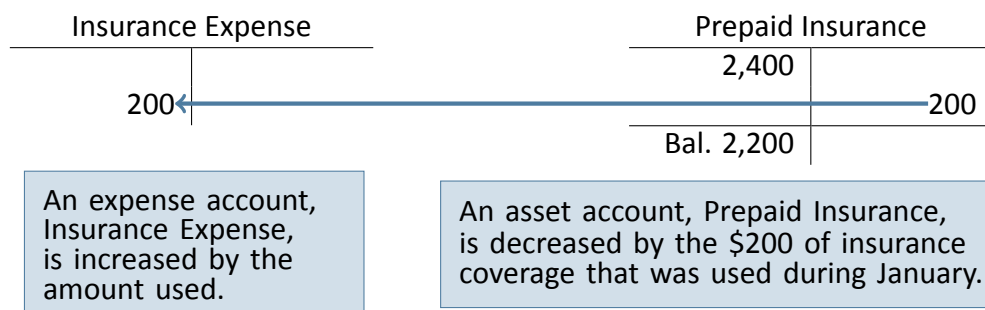 Insurance Expense
Prepaid Insurance
2,400
200
200
Bal. 2,200
An expense account,
Insurance Expense,
is increased by the
amount used.
An asset account, Prepaid Insurance,
is decreased by the $200 of insurance
coverage that was used during January.